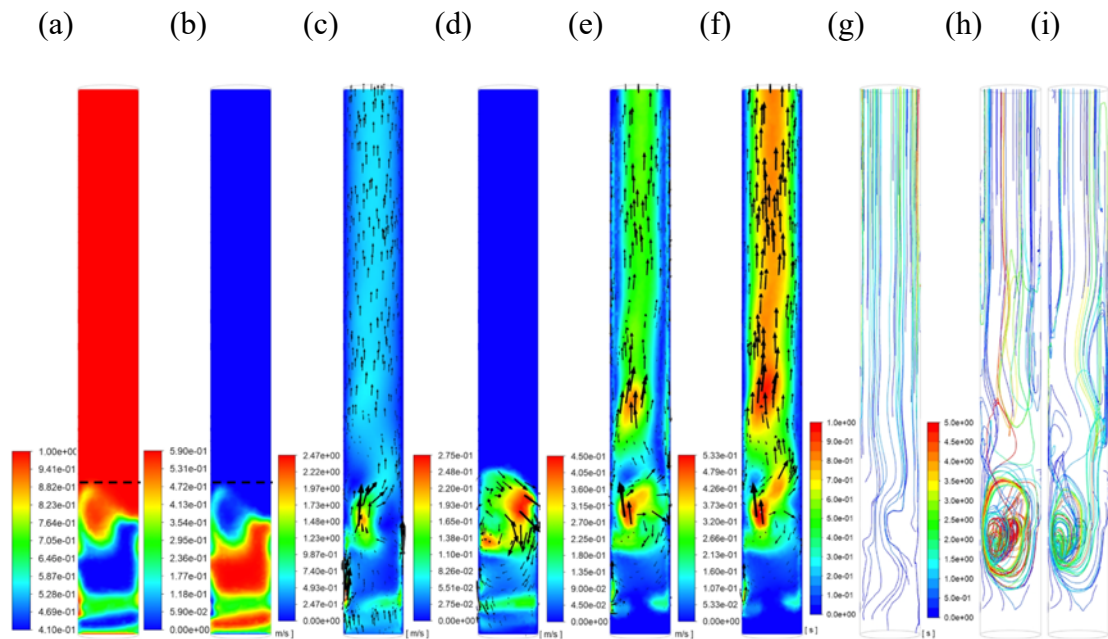 (a) (b) (c) (d) (e) (f) (g) (h) (i)
1.00e+00
9.41e-01
8.82e-01
8.23e-01
7.64e-01
7.05e-01
6.46e-01
5.87e-01
5.28e-01
4.69e-01
4.10e-01
5.90e-01
5.31e-01
4.72e-01
4.13e-01
3.54e-01
2.95e-01
2.36e-01
1.77e-01
1.18e-01
5.90e-02
0.00e+00
2.47e+00
2.22e+00
1.97e+00
1.73e+00
1.48e+00
1.23e+00
9.87e-01
7.40e-01
4.93e-01
2.47e-01
0.00e+00
[ m/s ]
2.75e-01
2.48e-01
2.20e-01
1.93e-01
1.65e-01
1.38e-01
1.10e-01
8.26e-02
5.51e-02
2.75e-02
0.00e+00
[ m/s ]
4.50e-01
4.05e-01
3.60e-01
3.15e-01
2.70e-01
2.25e-01
1.80e-01
1.35e-01
9.00e-02
4.50e-02
0.00e+00
[ m/s ]
5.33e-01
4.79e-01
4.26e-01
3.73e-01
3.20e-01
2.66e-01
2.13e-01
1.60e-01
1.07e-01
5.33e-02
0.00e+00
[ m/s ]
1.0e+00
9.0e-01
8.0e-01
7.0e-01
6.0e-01
5.0e-01
4.0e-01
3.0e-01
2.0e-01
1.0e-01
0.0e+00
[ s ]
5.0e+00
4.5e+00
4.0e+00
3.5e+00
3.0e+00
2.5e+00
2.0e+00
1.5e+00
1.0e+00
5.0e-01
0.0e+00
[ s ]